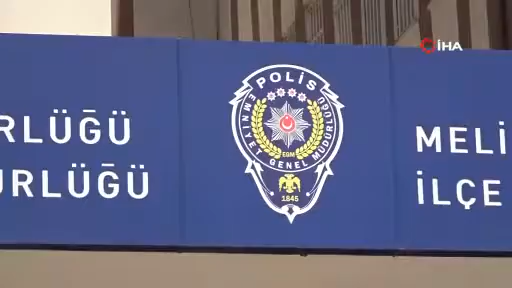 İHA
RLÜĞÜ
ÜRLÜĞÜ
POLİS
EMNİYET GENEL MÜDÜRLÜĞÜ
EGM
1845
MELİ
İLÇE